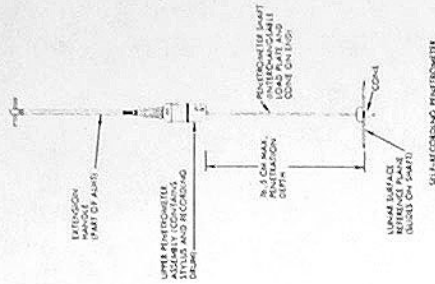 EXTENSION
HANDLE
(PART OF ALHT)
UPPER PENETROMETER
ASSEMBLY (CONTAINS
STYLUS AND RECORDING
DRUM)
PENETROMETER SHAFT
(INTERCHANGEABLE
LOAD PLATE AND
CONE ON END)
76.5 CM MAX.
PENETRATION
DEPTH
LUNAR SURFACE
REFERENCE PLANE
(SLIDES ON SHAFT)
CONE
SELF-RECORDING PENETROMETER